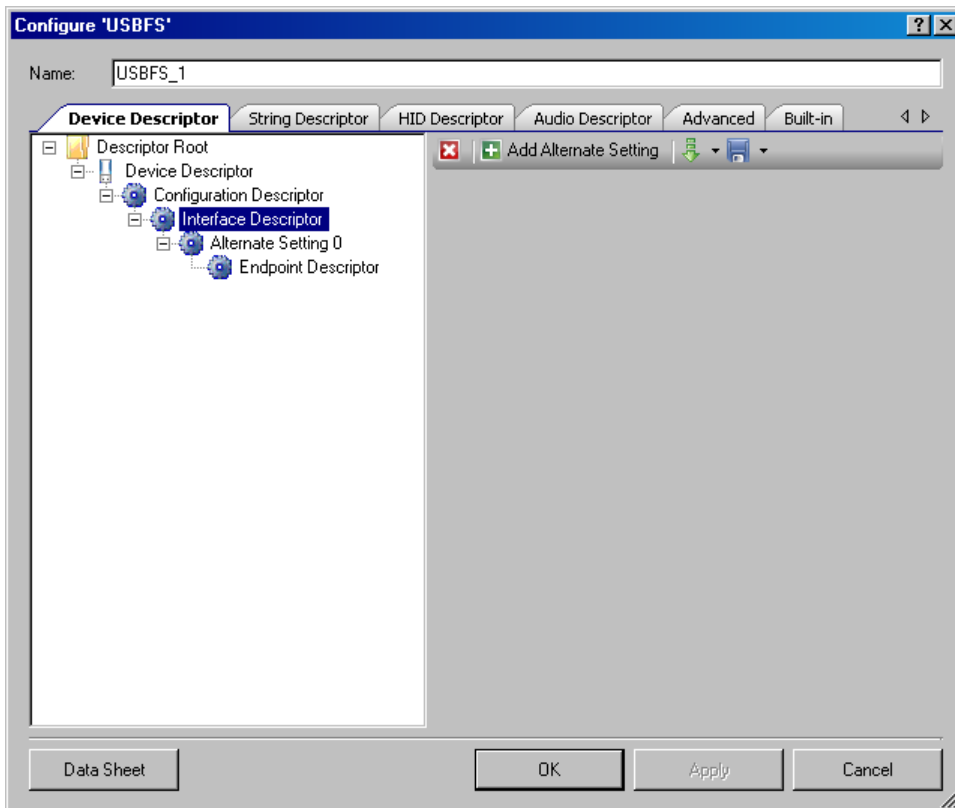 Configure 'USBFS'
Name: USBFS_1
Device Descriptor String Descriptor HID Descriptor Audio Descriptor Advanced Built-in
Descriptor Root
Add Alternate Setting
Device Descriptor
Configuration Descriptor
Interface Descriptor
Alternate Setting 0
Endpoint Descriptor
Data Sheet OK Apply Cancel